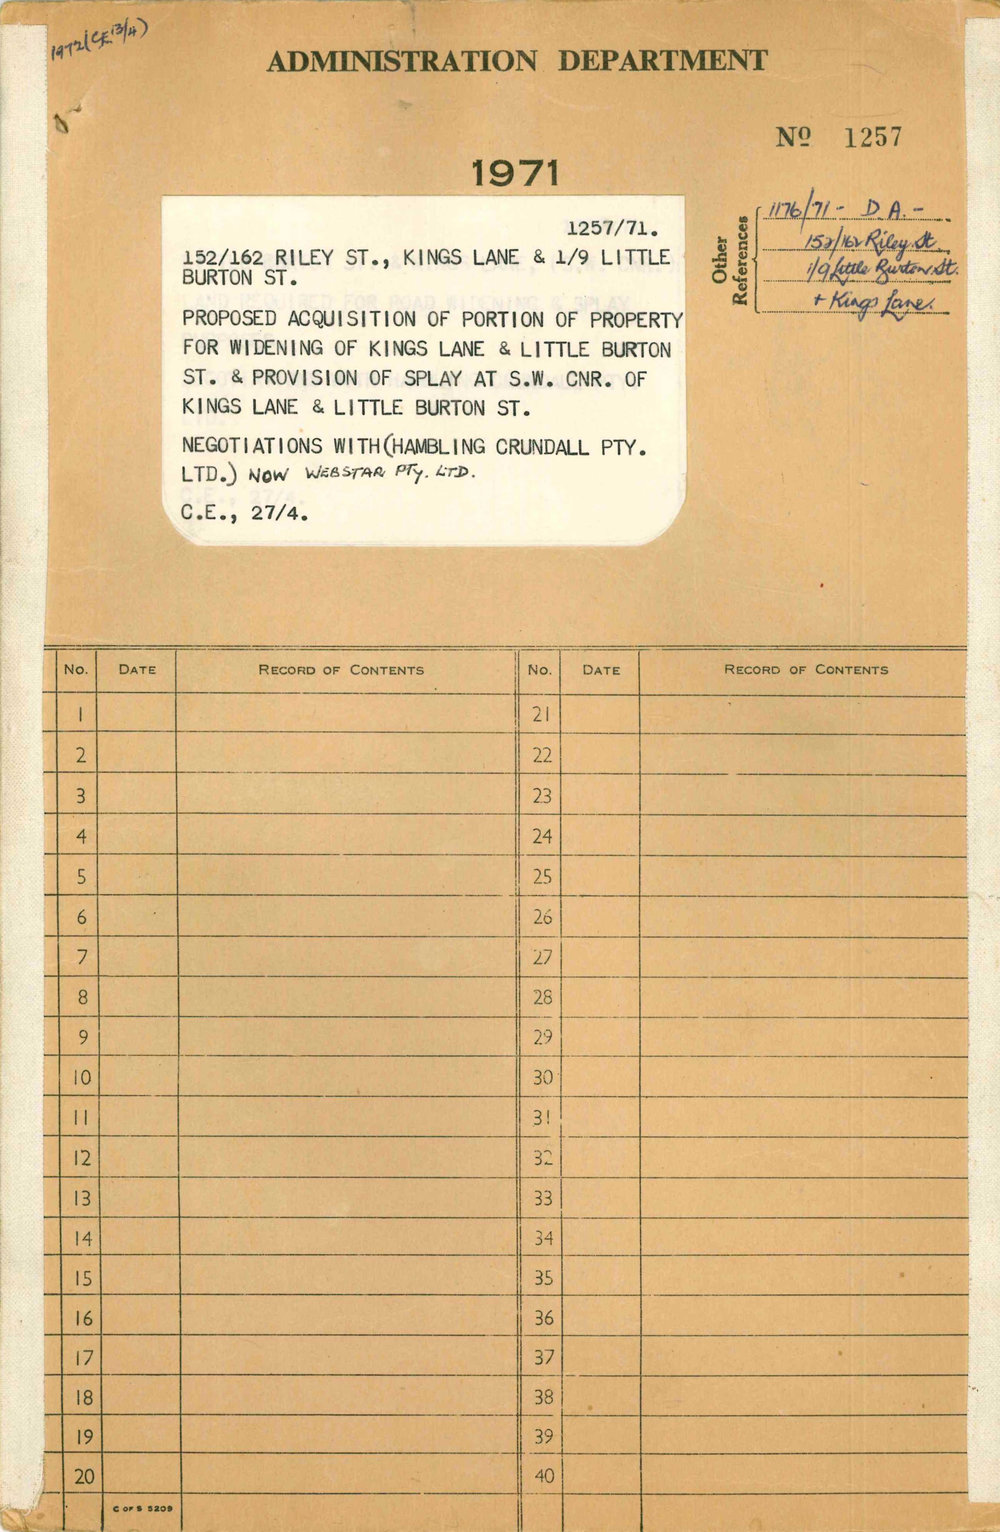 1972 (CE 13/4)
ADMINISTRATION DEPARTMENT
No 1257
1971
Other References
1176/71 - D.A. -
152/162 Riley St
1/9 Little Burton St.
+ Kings Lane.
1257/71.
152/162 RILEY ST., KINGS LANE & 1/9 LITTLE
BURTON ST.
PROPOSED ACQUISITION OF PORTION OF PROPERTY
FOR WIDENING OF KINGS LANE & LITTLE BURTON
ST. & PROVISION OF SPLAY AT S.W. CNR. OF
KINGS LANE & LITTLE BURTON ST.
NEGOTIATIONS WITH(HAMBLING CRUNDALL PTY.
LTD.) NOW WEBSTAR PTY. LTD.
C.E., 27/4.
No. DATE RECORD OF CONTENTS No. DATE RECORD OF CONTENTS
1 21
2 22
3 23
4 24
5 25
6 26
7 27
8 28
9 29
10 30
11 31
12 32
13 33
14 34
15 35
16 36
17 37
18 38
19 39
20 40
C OF S 5209